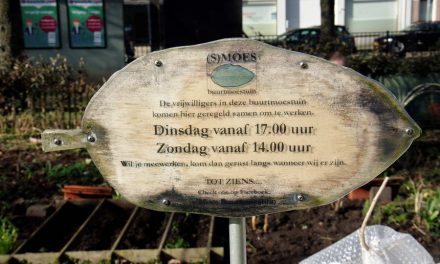 (S)MOES
buurtmoestuin
De vrijwilligers in deze buurtmoestuin
komen hier geregeld samen om te werken.
Dinsdag vanaf 17.00 uur
Zondag vanaf 14.00 uur
Wil je meewerken, kom dan gerust langs wanneer wij er zijn.
TOT ZIENS...
Check ons op Facebook